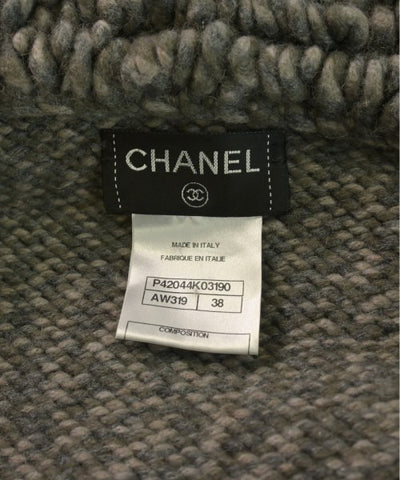 CHANEL
MADE IN ITALY
FABRIQUE EN ITALIE
P42044K03190
AW319 38
COMPOSITION